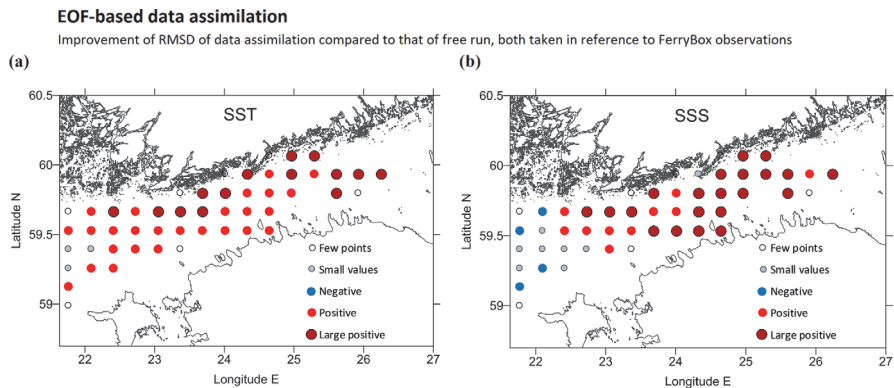 EOF-based data assimilation
Improvement of RMSD of data assimilation compared to that of free run, both taken in reference to FerryBox observations
(a)
(b)
60.5
60
59.5
59
Latitude N
SST
Few points
Small values
Negative
Positive
Large positive
22 23 24 25 26 27
Longitude E
60.5
60
59.5
59
Latitude N
SSS
Few points
Small values
Negative
Positive
Large positive
22 23 24 25 26 27
Longitude E